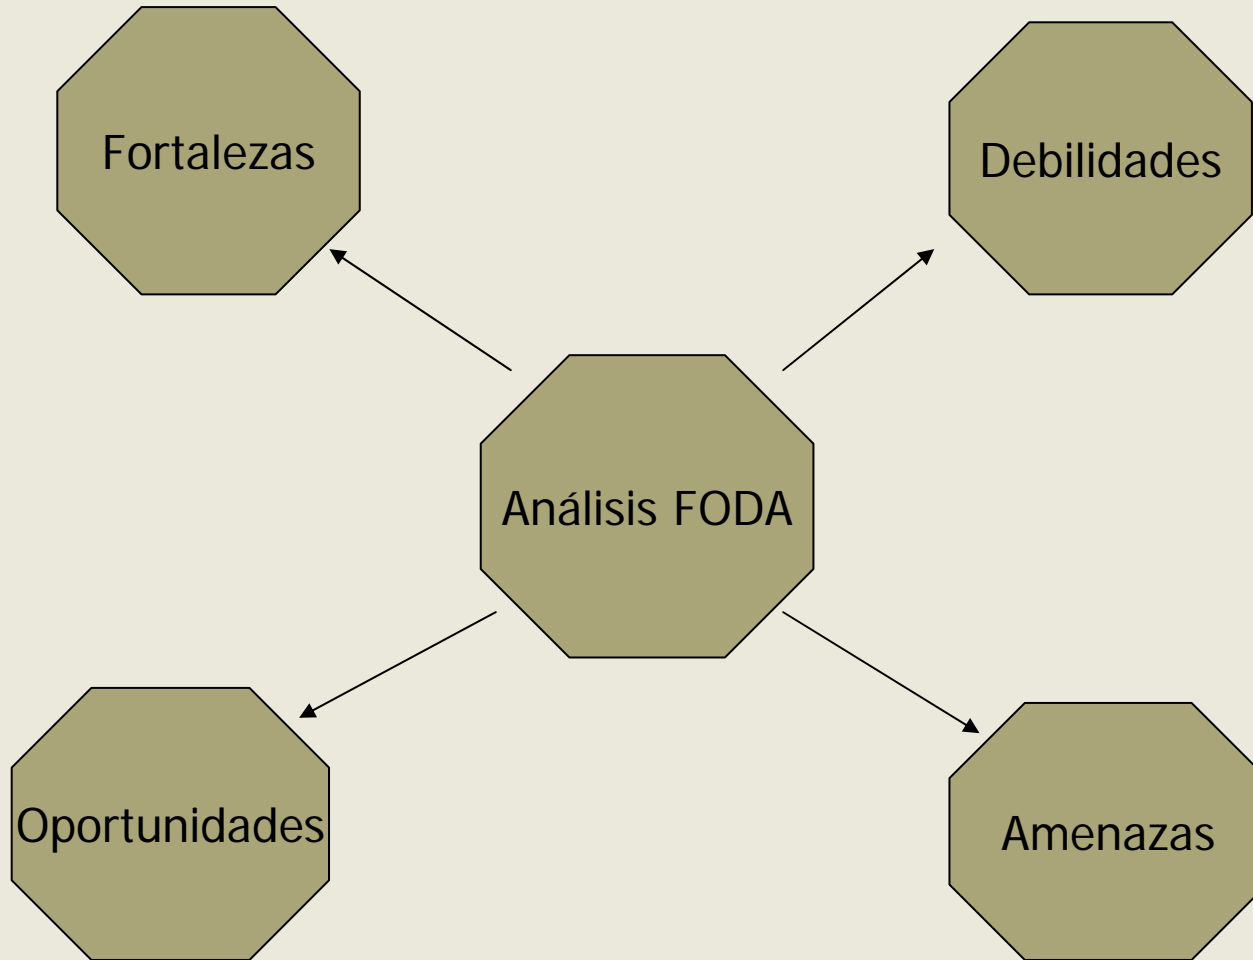 Fortalezas
Debilidades
Análisis FODA
Oportunidades
Amenazas